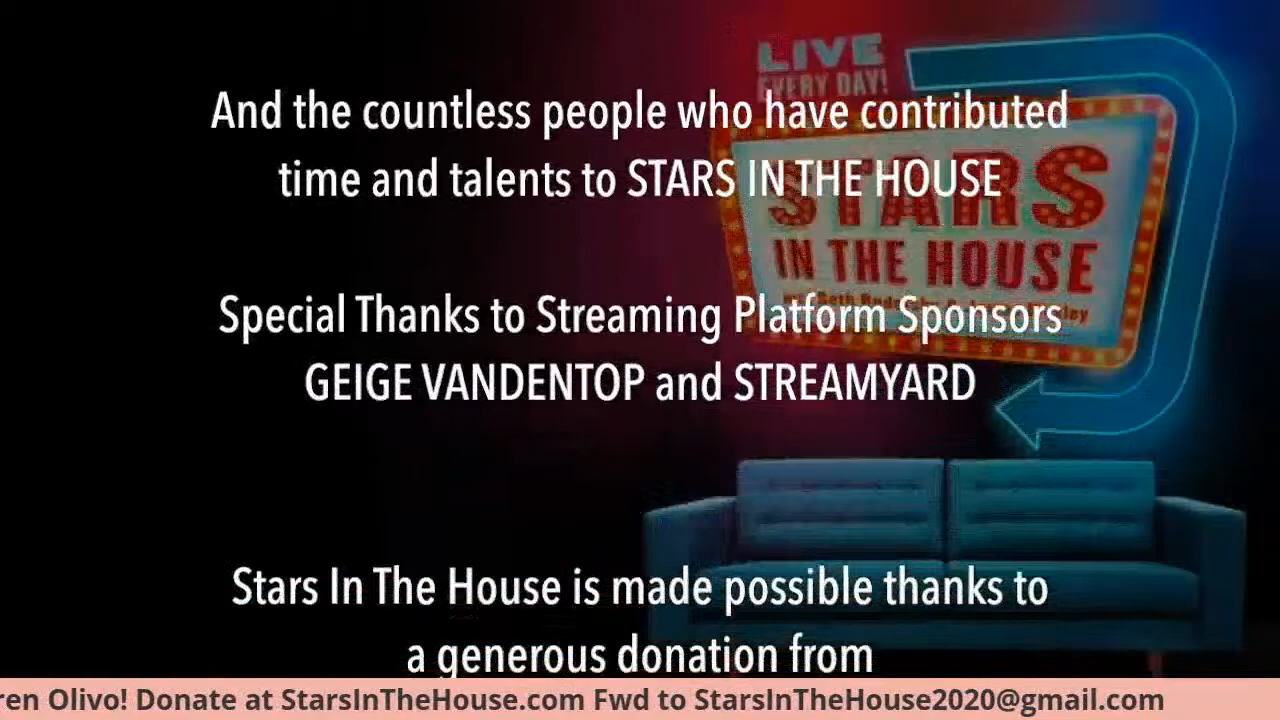 LIVE
EVERY DAY!
And the countless people who have contributed
time and talents to STARS IN THE HOUSE
STARS
IN THE HOUSE
Special Thanks to Streaming Platform Sponsors
GEIGE VANDENTOP and STREAMYARD
Stars In The House is made possible thanks to
a generous donation from
ren Olivo! Donate at StarsInTheHouse.com Fwd to StarsInTheHouse2020@gmail.com